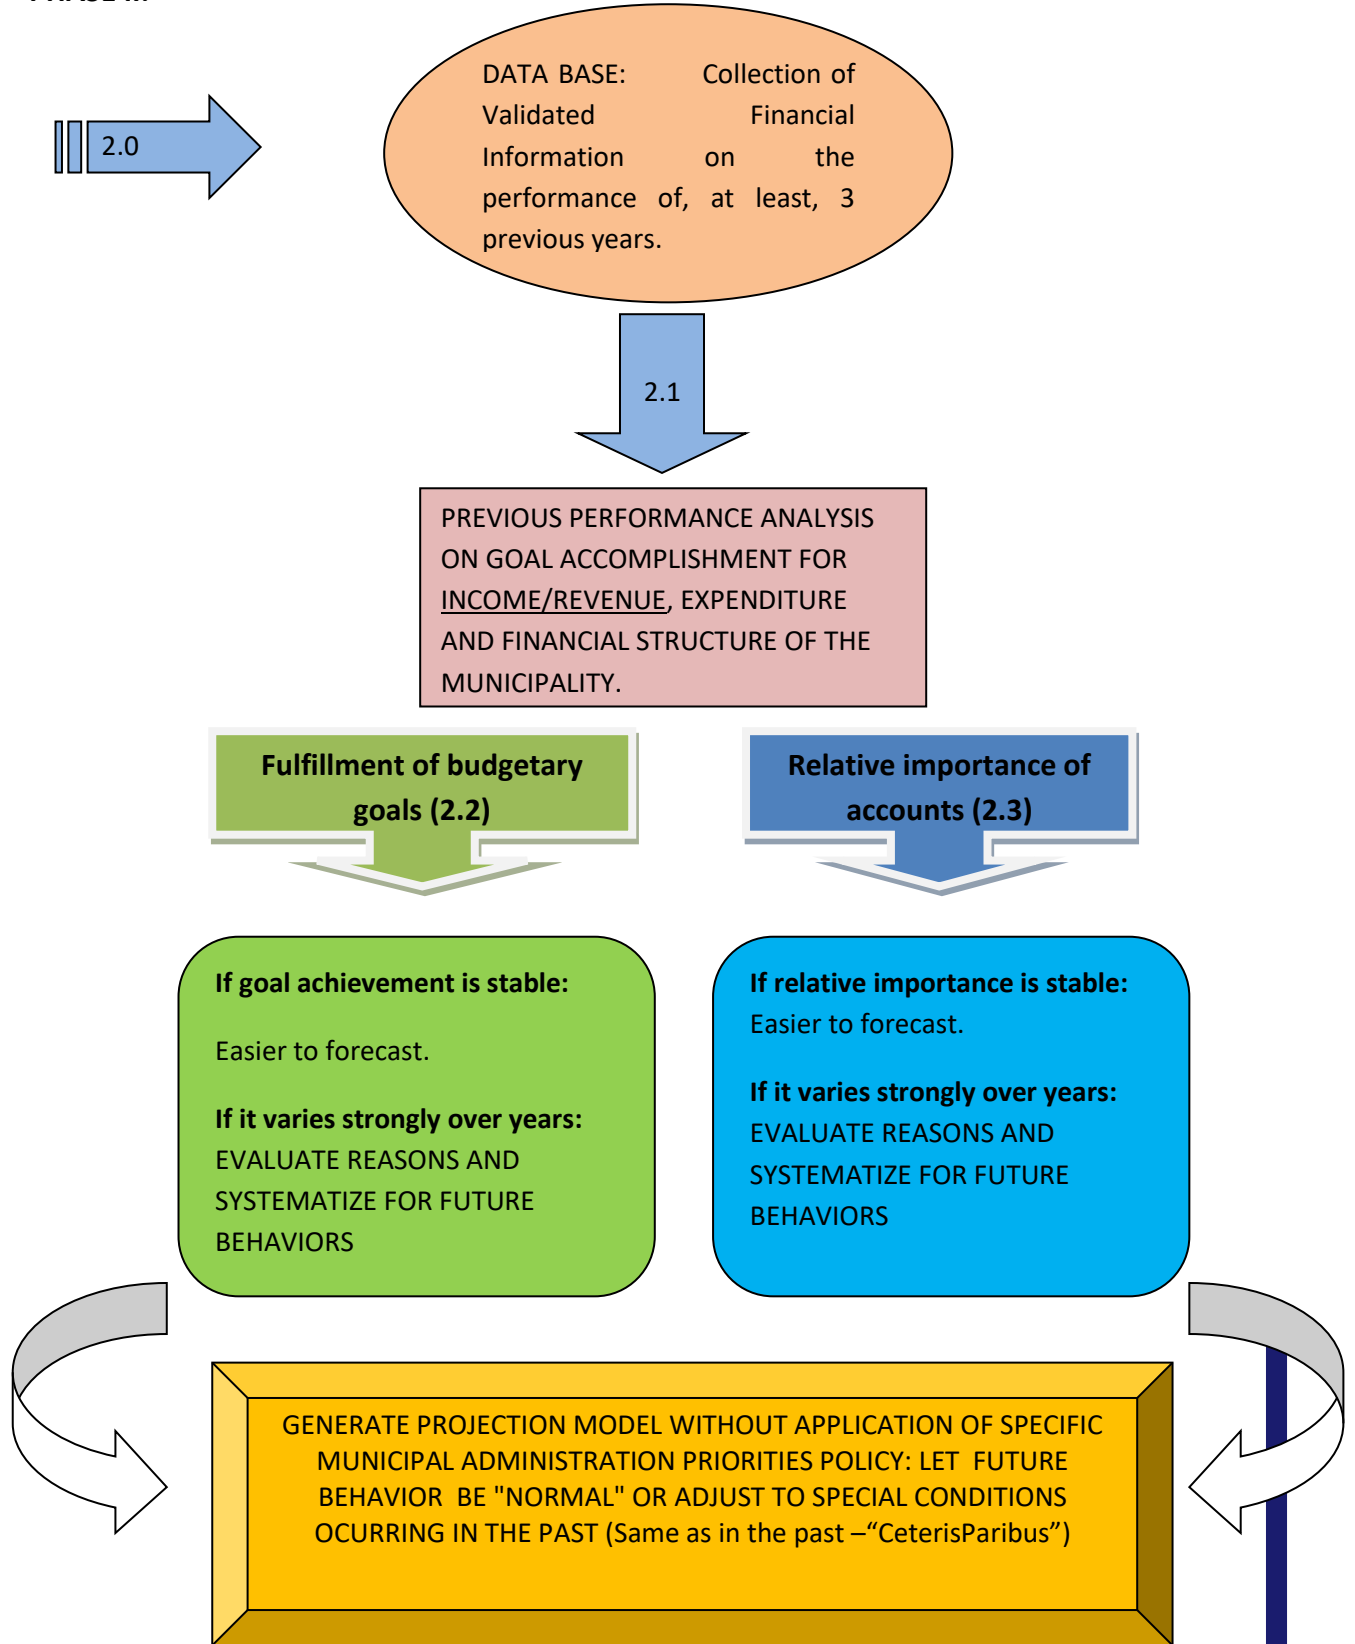 2.0
DATA BASE: Collection of
Validated Financial
Information on the
performance of, at least, 3
previous years.
2.1
PREVIOUS PERFORMANCE ANALYSIS
ON GOAL ACCOMPLISHMENT FOR
INCOME/REVENUE, EXPENDITURE
AND FINANCIAL STRUCTURE OF THE
MUNICIPALITY.
Fulfillment of budgetary
goals (2.2)
Relative importance of
accounts (2.3)
If goal achievement is stable:
Easier to forecast.
If it varies strongly over years:
EVALUATE REASONS AND
SYSTEMATIZE FOR FUTURE
BEHAVIORS
If relative importance is stable:
Easier to forecast.
If it varies strongly over years:
EVALUATE REASONS AND
SYSTEMATIZE FOR FUTURE
BEHAVIORS
GENERATE PROJECTION MODEL WITHOUT APPLICATION OF SPECIFIC
MUNICIPAL ADMINISTRATION PRIORITIES POLICY: LET FUTURE
BEHAVIOR BE "NORMAL" OR ADJUST TO SPECIAL CONDITIONS
OCURRING IN THE PAST (Same as in the past –“CeterisParibus”)